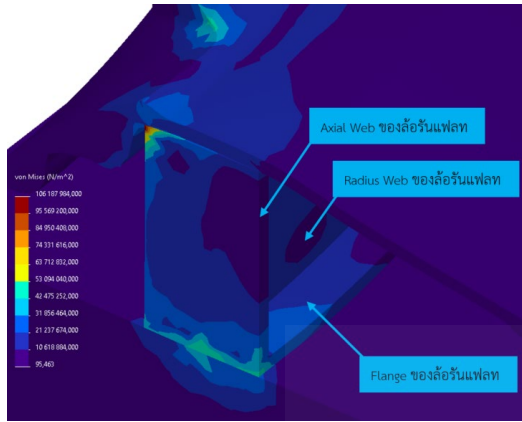 Axial Web ของล้อรันแฟลท
Radius Web ของล้อรันแฟลท
von Mises (N/m^2)
106 187 984,000
95 569 200,000
84 950 408,000
74 331 616,000
63 712 832,000
53 094 040,000
42 475 252,000
31 856 464,000
21 237 674,000
10 618 884,000
95,463
Flange ของล้อรันแฟลท